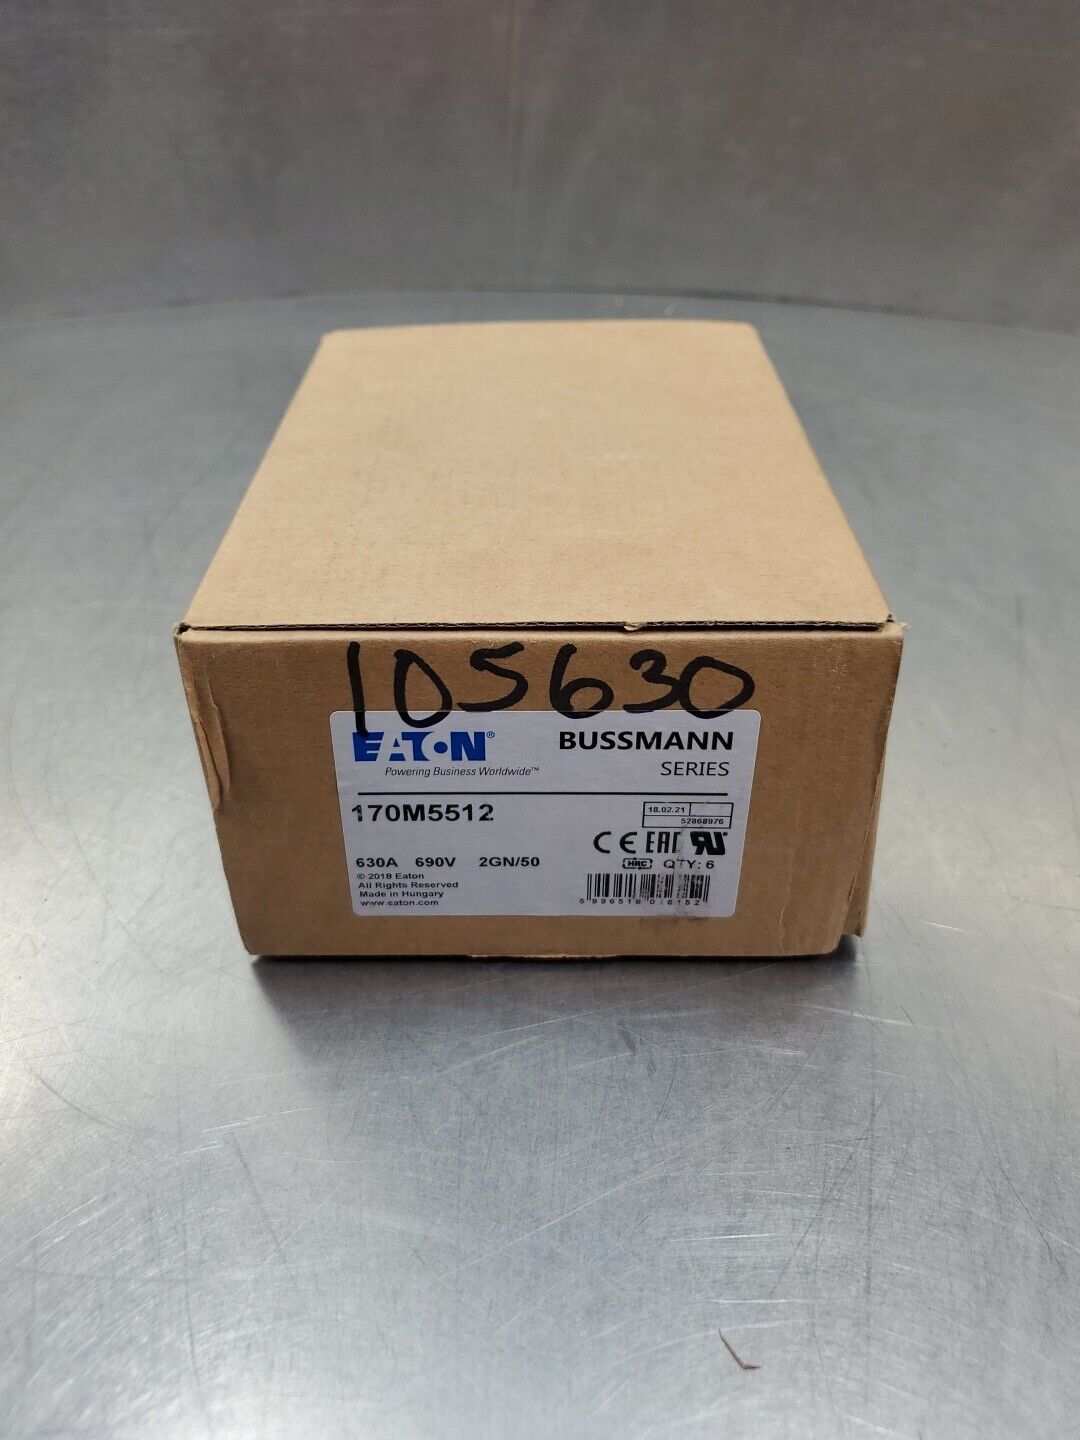 105630
EATON® BUSSMANN
Powering Business Worldwide™ SERIES
170M5512
18.02.21
52868976
CE EAC
630A 690V 2GN/50
HRC QTY: 6
© 2018 Eaton
All Rights Reserved
Made in Hungary
www.eaton.com